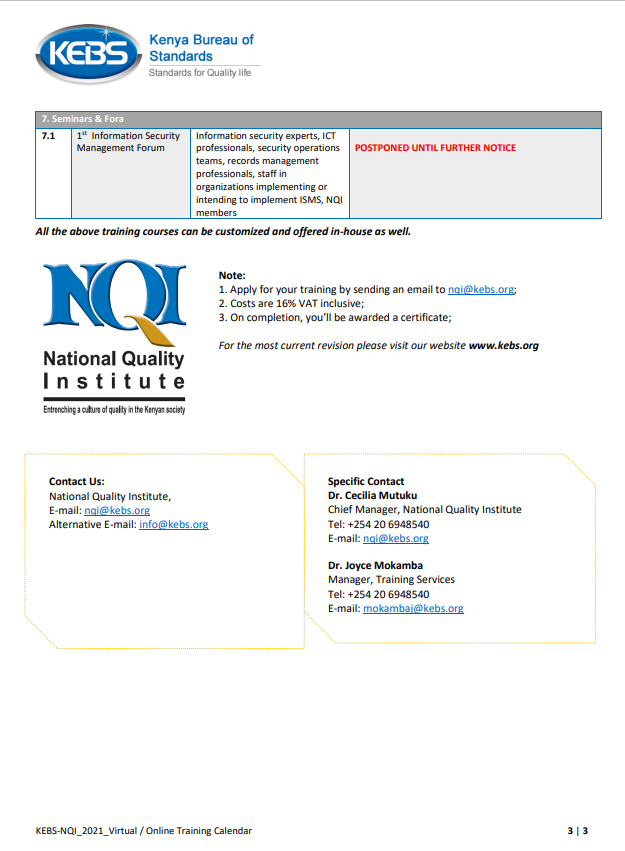 KEBS
Kenya Bureau of
Standards
Standards for Quality life
7. Seminars & Fora
7.1
1st Information Security
Management Forum
Information security experts, ICT
professionals, security operations
teams, records management
professionals, staff in
organizations implementing or
intending to implement ISMS, NQI
members
POSTPONED UNTIL FURTHER NOTICE
All the above training courses can be customized and offered in-house as well.
NQI
National Quality
Institute
Entrenching a culture of quality in the Kenyan society
Note:
1. Apply for your training by sending an email to nqi@kebs.org;
2. Costs are 16% VAT inclusive;
3. On completion, you'll be awarded a certificate;
For the most current revision please visit our website www.kebs.org
Contact Us:
National Quality Institute,
E-mail: nqi@kebs.org
Alternative E-mail: info@kebs.org
Specific Contact
Dr. Cecilia Mutuku
Chief Manager, National Quality Institute
Tel: +254 20 6948540
E-mail: nqi@kebs.org
Dr. Joyce Mokamba
Manager, Training Services
Tel: +254 20 6948540
E-mail: mokambaj@kebs.org
KEBS-NQI_2021_Virtual / Online Training Calendar
3 | 3